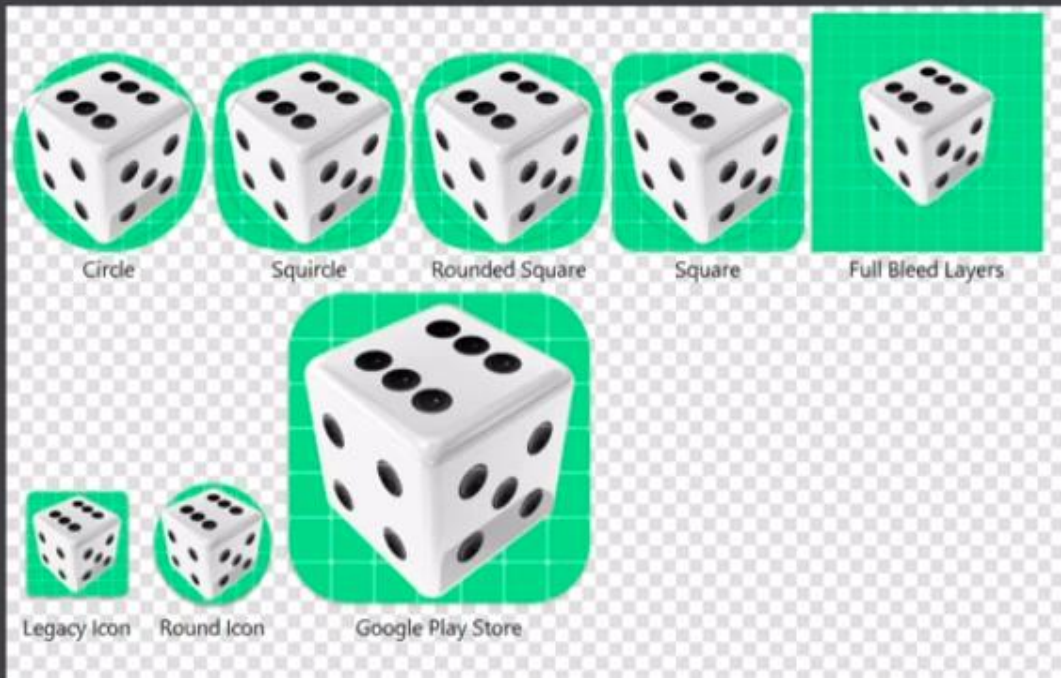 Circle
Squircle
Rounded Square
Square
Full Bleed Layers
Legacy Icon
Round Icon
Google Play Store